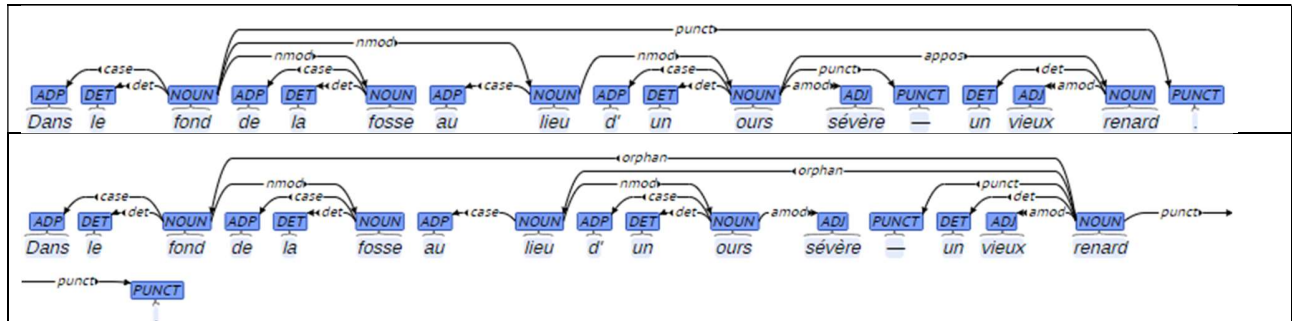 punct
nmod
nmod nmod appos
case case case punct det
det det case det amod amod
ADP DET NOUN ADP DET NOUN ADP NOUN ADP DET NOUN ADJ PUNCT DET ADJ NOUN PUNCT
Dans le fond de la fosse au lieu d' un ours sévère — un vieux renard .
orphan
orphan
nmod nmod punct
case case case det
det det case det amod amod punct
ADP DET NOUN ADP DET NOUN ADP NOUN ADP DET NOUN ADJ PUNCT DET ADJ NOUN
Dans le fond de la fosse au lieu d' un ours sévère — un vieux renard
punct
PUNCT
.